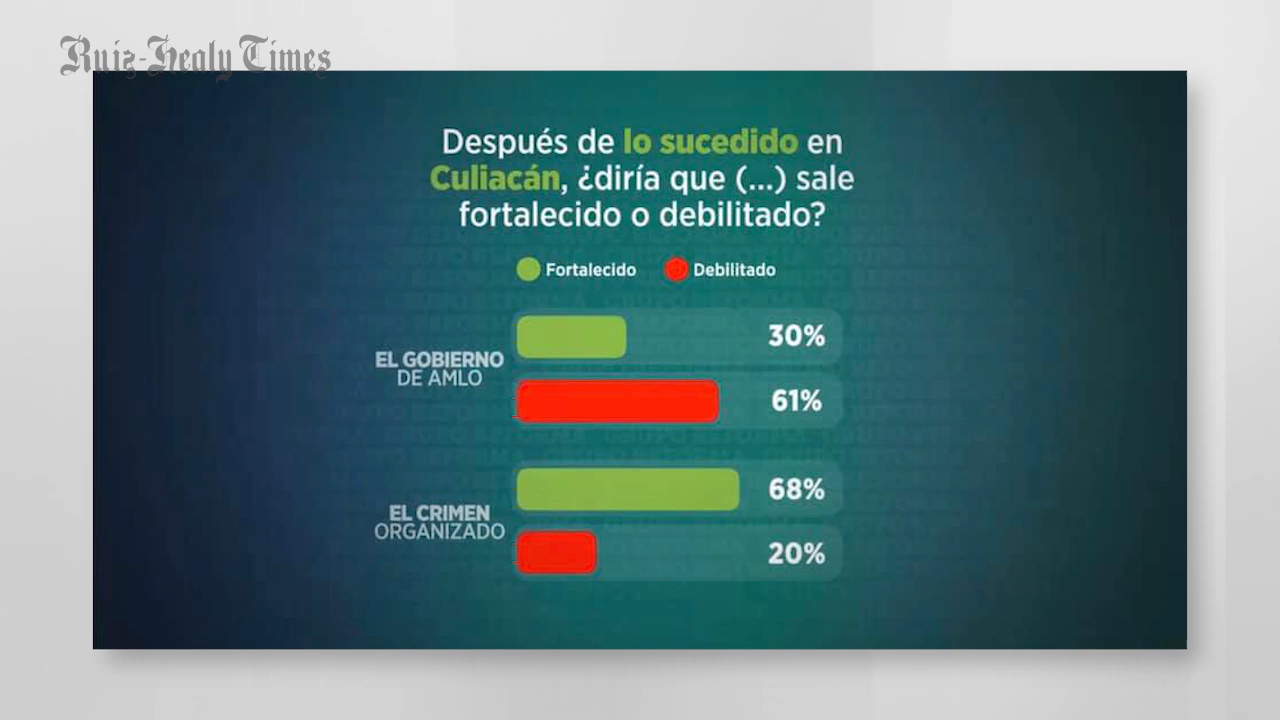 Ruiz-Healy Times
Después de lo sucedido en
Culiacán, ¿diría que (...) sale
fortalecido o debilitado?
Fortalecido Debilitado
EL GOBIERNO
DE AMLO
30%
61%
EL CRIMEN
ORGANIZADO
68%
20%